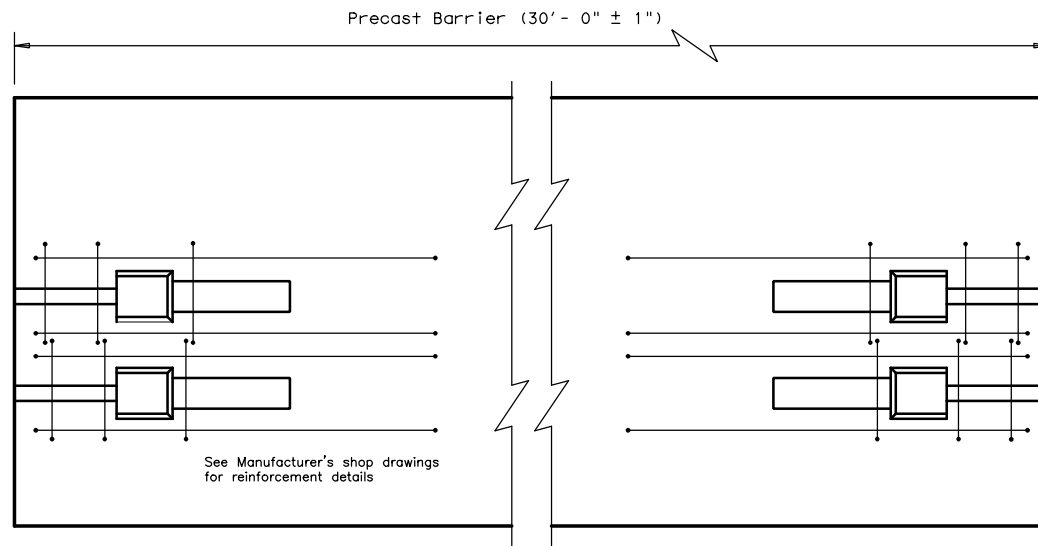 Precast Barrier (30'- 0" ± 1")
See Manufacturer's shop drawings
for reinforcement details